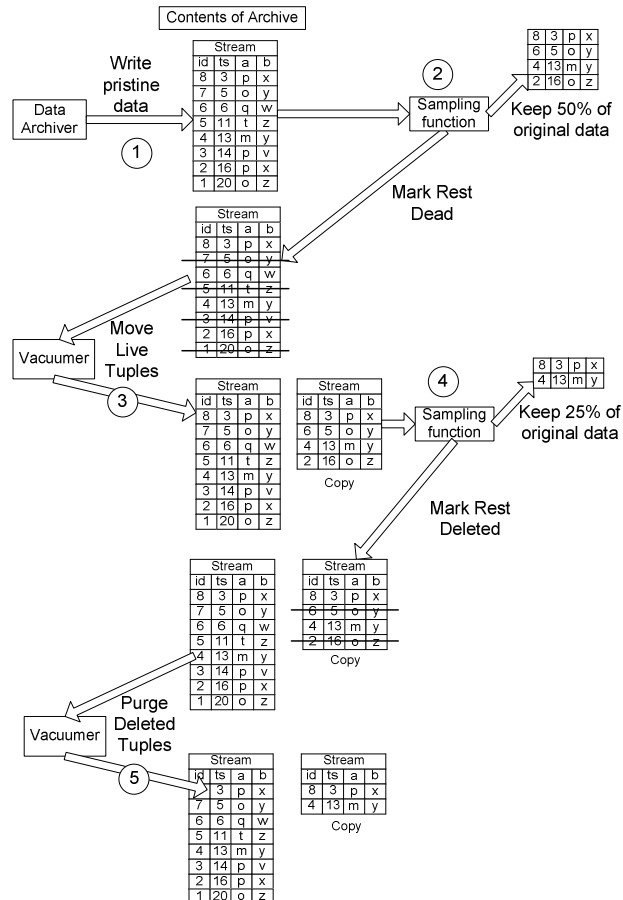 Contents of Archive
Stream
id ts a b
8 3 p x
7 5 o y
6 6 q w
5 11 t z
4 13 m y
3 14 p v
2 16 p x
1 20 o z
Write
pristine
data
Data
Archiver
1
2
Sampling
function
8 3 p x
6 5 o y
4 13 m y
2 16 o z
Keep 50% of
original data
Mark Rest
Dead
Stream
id ts a b
8 3 p x
7 5 o y
6 6 q w
5 11 t z
4 13 m y
3 14 p v
2 16 p x
1 20 o z
Vacuumer
Move
Live
Tuples
3
Stream
id ts a b
8 3 p x
7 5 o y
6 6 q w
5 11 t z
4 13 m y
3 14 p v
2 16 p x
1 20 o z
Stream
id ts a b
8 3 p x
6 5 o y
4 13 m y
2 16 o z
Copy
4
Sampling
function
8 3 p x
4 13 m y
Keep 25% of
original data
Mark Rest
Deleted
Stream
id ts a b
8 3 p x
7 5 o y
6 6 q w
5 11 t z
4 13 m y
3 14 p v
2 16 p x
1 20 o z
Stream
id ts a b
8 3 p x
6 5 o y
4 13 m y
2 16 o z
Copy
Vacuumer
Purge
Deleted
Tuples
5
Stream
id ts a b
3 p x
7 5 o y
6 6 q w
5 11 t z
4 13 m y
3 14 p v
2 16 p x
1 20 o z
Stream
id ts a b
8 3 p x
4 13 m y
Copy